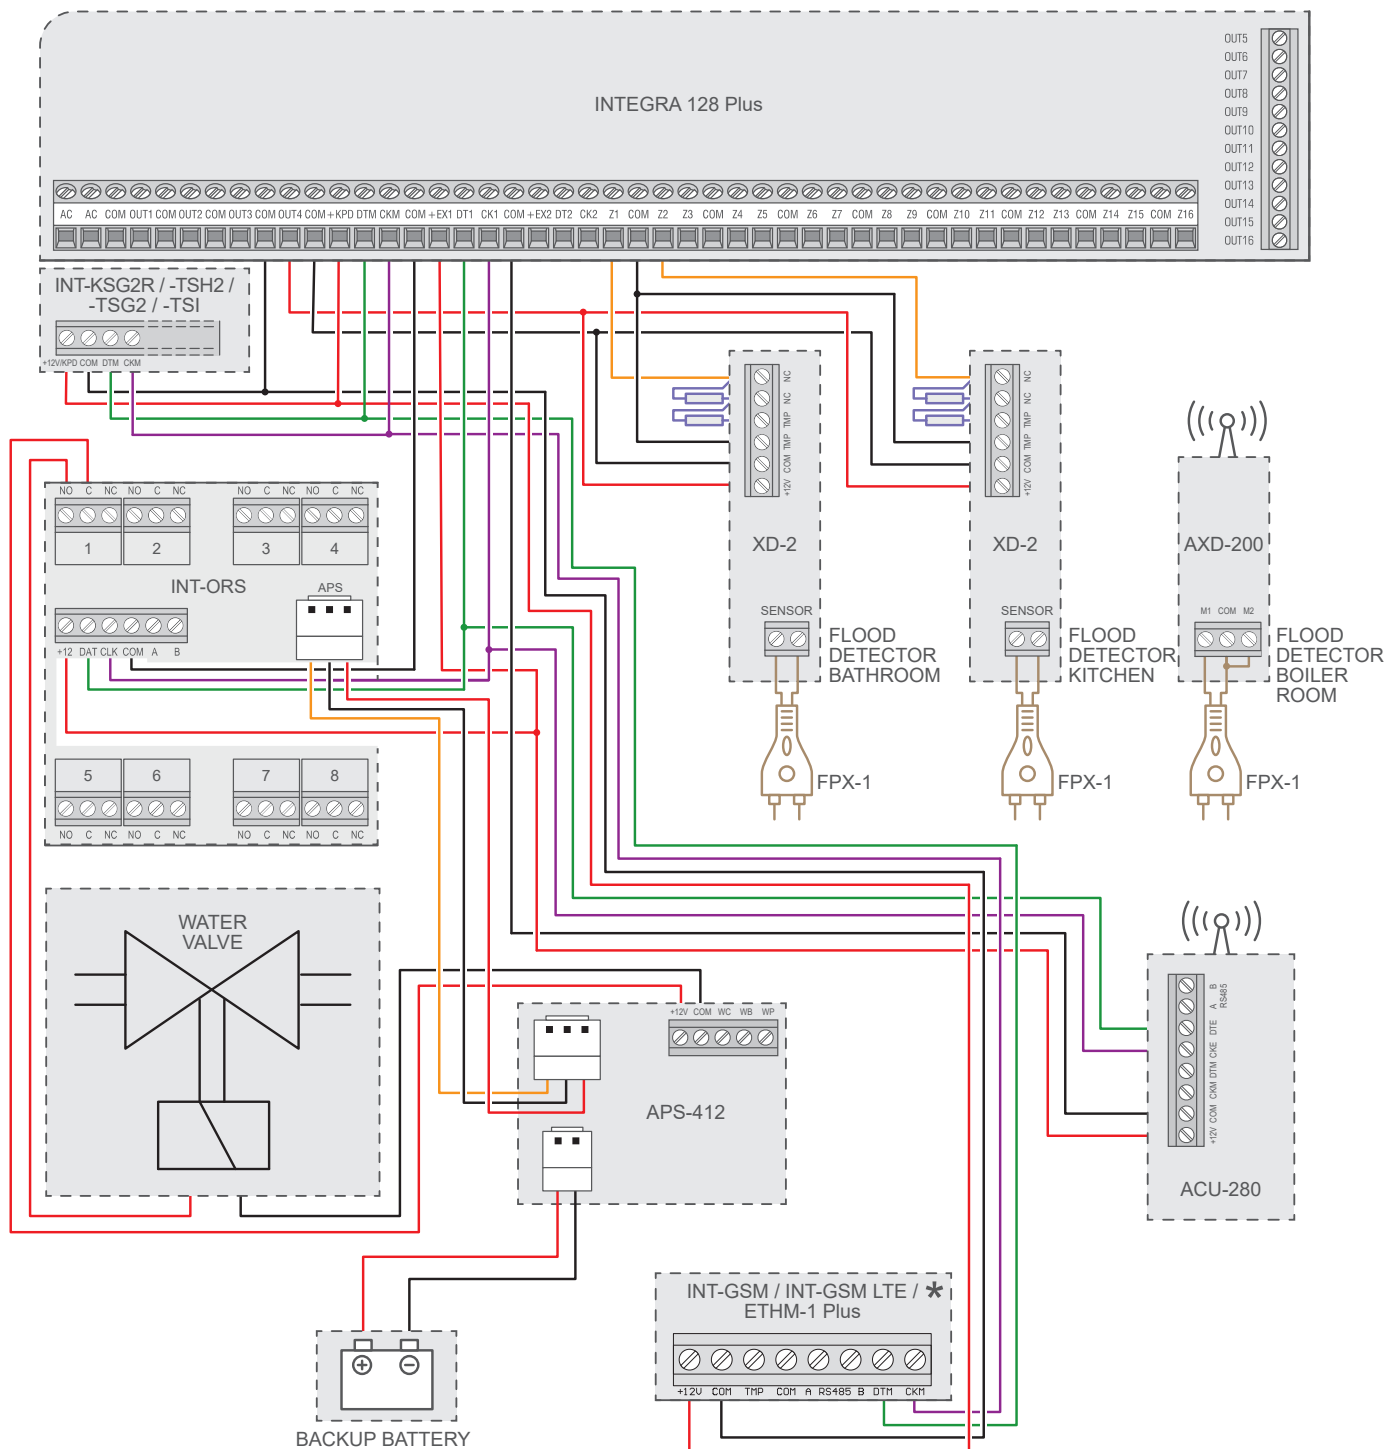 OUT5
OUT6
OUT7
OUT8
OUT9
OUT10
OUT11
OUT12
OUT13
OUT14
OUT15
OUT16
INTEGRA 128 Plus
AC AC COM OUT1 COM OUT2 COM OUT3 COM OUT4 COM +KPD DTM CKM COM +EX1 DT1 CK1 COM +EX2 DT2 CK2 Z1 COM Z2 Z3 COM Z4 Z5 COM Z6 Z7 COM Z8 Z9 COM Z10 Z11 COM Z12 Z13 COM Z14 Z15 COM Z16
INT-KSG2R / -TSH2 /
-TSG2 / -TSI
+12V/KPD COM DTM CKM
NC
NC
TMP
TMP
COM
+12V
XD-2
SENSOR
FLOOD
DETECTOR
BATHROOM
FPX-1
NC
NC
TMP
TMP
COM
+12V
XD-2
SENSOR
FLOOD
DETECTOR
KITCHEN
FPX-1
AXD-200
M1 COM M2
FLOOD
DETECTOR
BOILER
ROOM
FPX-1
NO C NC NO C NC NO C NC NO C NC
1 2 3 4
INT-ORS
APS
+12 DAT CLK COM A B
5 6 7 8
NO C NC NO C NC NO C NC NO C NC
WATER
VALVE
+12V COM WC WB WP
APS-412
B
A
RS485
DTE
CKE
DTM
CKM
COM
+12V
ACU-280
INT-GSM / INT-GSM LTE / *
ETHM-1 Plus
+12V COM TMP COM A RS485 B DTM CKM
+ −
BACKUP BATTERY